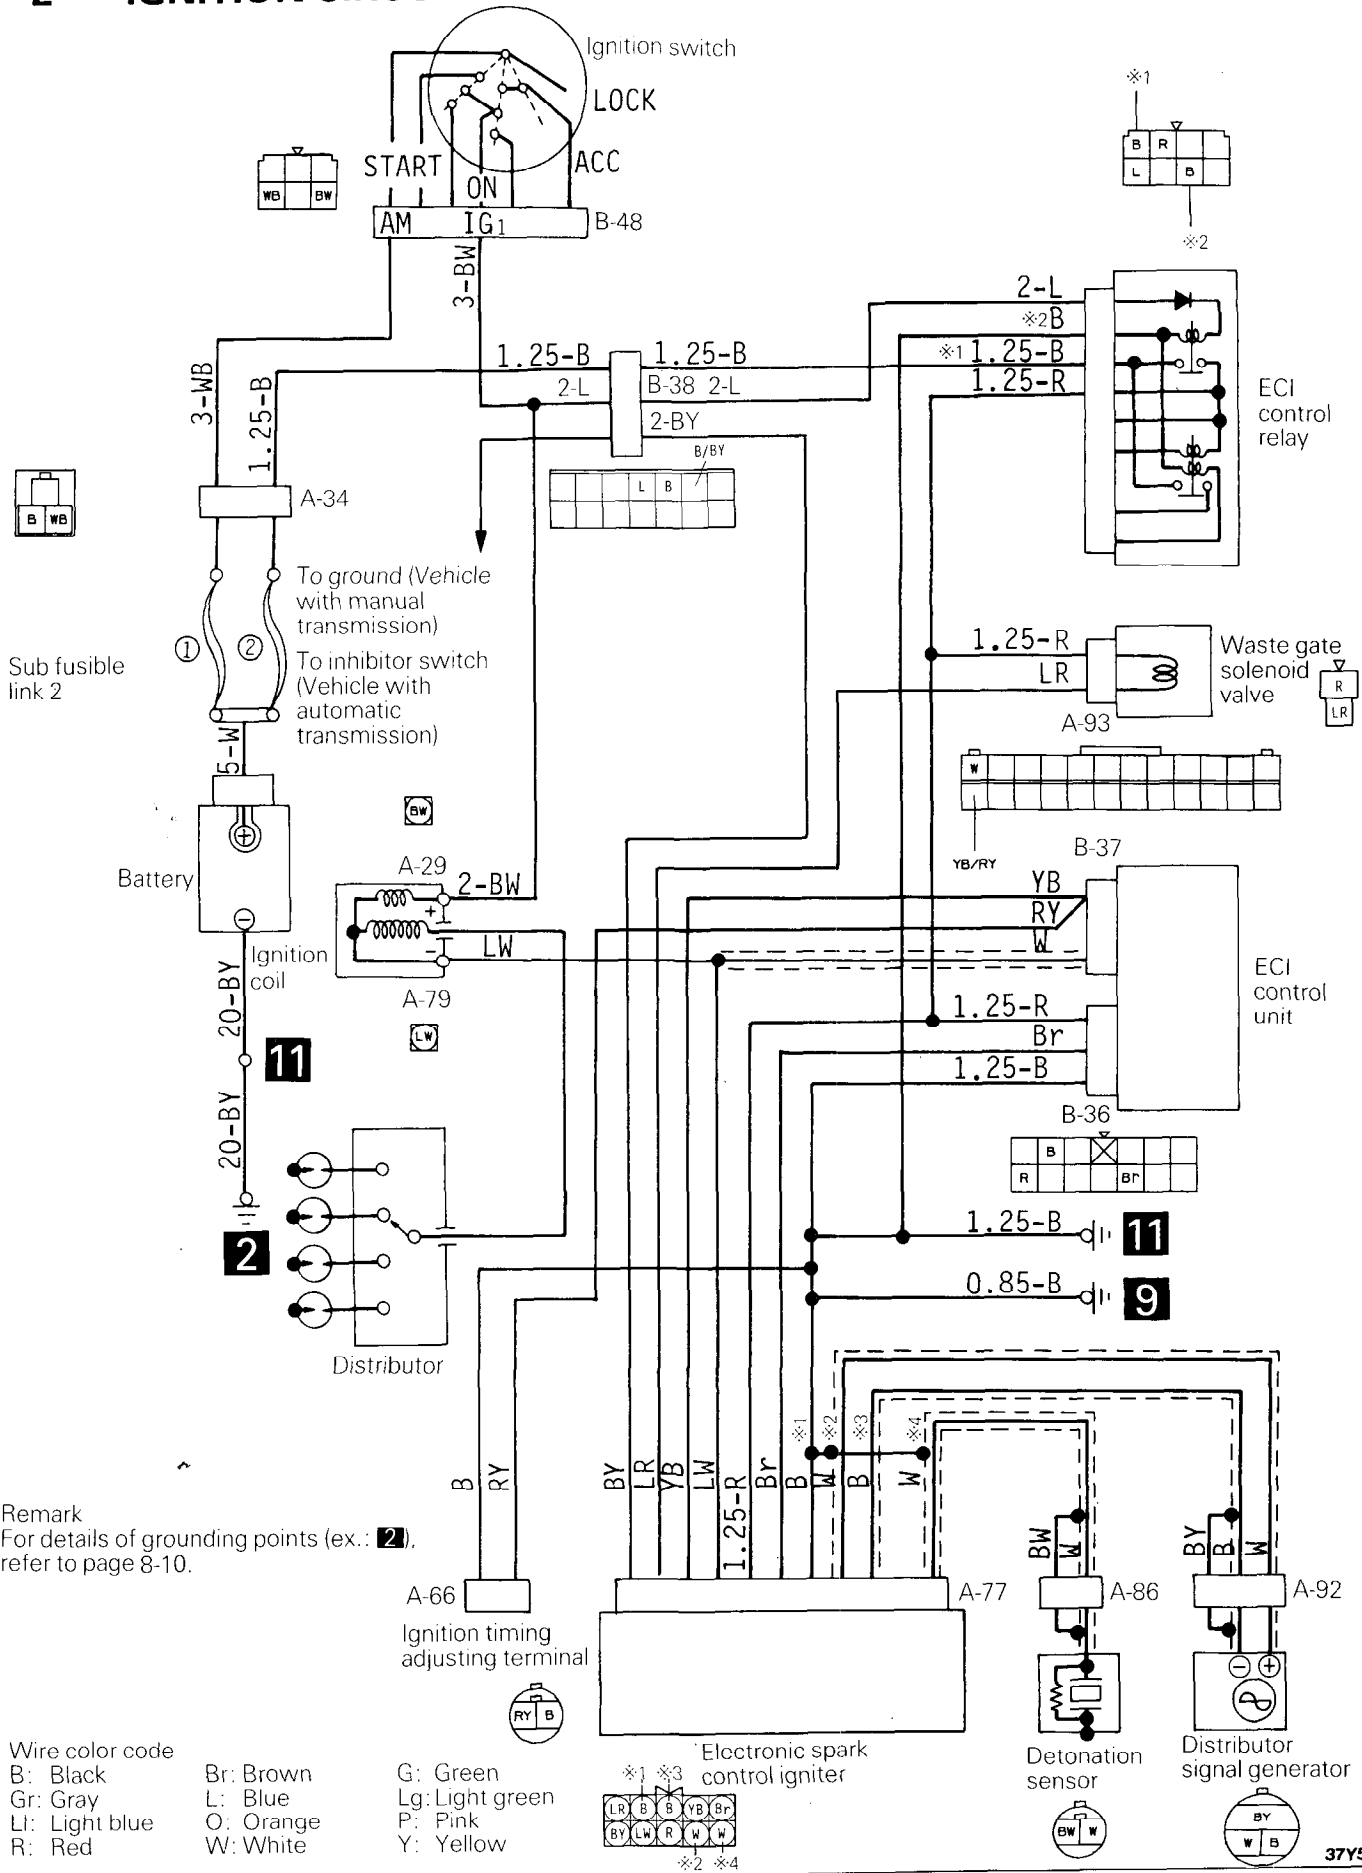 Ignition switch
LOCK
START
ACC
ON
AM IG1
B-48
WB BW
※1
B R
L B
※2
3-BW
2-L
※2B
1.25-B 1.25-B ※1 1.25-B
2-L B-38 2-L
1.25-R
2-BY
B/BY
L B
ECI
control
relay
3-WB
1.25-B
A-34
B WB
To ground (Vehicle
with manual
transmission)
① ②
To inhibitor switch
(Vehicle with
automatic
transmission)
Sub fusible
link 2
5-W
1.25-R
LR
Waste gate
solenoid
valve
R
LR
A-93
W
YB/RY
B-37
BW
Battery
+
−
A-29
2-BW
+
−
LW
Ignition
coil
A-79
LW
YB
RY
W
ECI
control
unit
1.25-R
Br
1.25-B
B-36
B
R Br
20-BY
11
20-BY
2
1.25-B
11
0.85-B
9
Distributor
※1 ※2 ※3 ※4
B RY BY LR YB LW 1.25-R Br B W B W
BW W
BY B W
Remark
For details of grounding points (ex.: 2),
refer to page 8-10.
A-66
A-77
A-86
A-92
Ignition timing
adjusting terminal
RY B
− +
Electronic spark
control igniter
Detonation
sensor
Distributor
signal generator
※1 ※3
LR B B YB Br
BY LW R W W
※2 ※4
BW W
BY
W B
Wire color code
B: Black Br: Brown G: Green
Gr: Gray L: Blue Lg: Light green
Ll: Light blue O: Orange P: Pink
R: Red W: White Y: Yellow